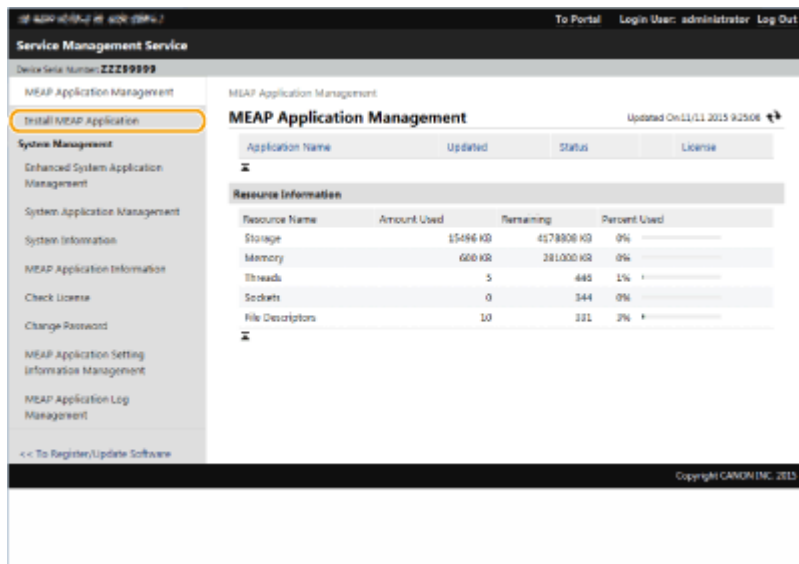 To Portal Login User: administrator Log Out
Service Management Service
Device Serial Number: ZZZ99999
MEAP Application Management
Install MEAP Application
System Management
Enhanced System Application
Management
System Application Management
System Information
MEAP Application Information
Check License
Change Password
MEAP Application Setting
Information Management
MEAP Application Log
Management
<< To Register/Update Software
MEAP Application Management
MEAP Application Management
Updated On:11/11 2015 9:25:08
Application Name Updated Status License
Resource Information
Resource Name Amount Used Remaining Percent Used
Storage 15496 KB 4178808 KB 0%
Memory 600 KB 281000 KB 0%
Threads 5 446 1%
Sockets 0 344 0%
File Descriptors 10 331 3%
Copyright CANON INC. 2015